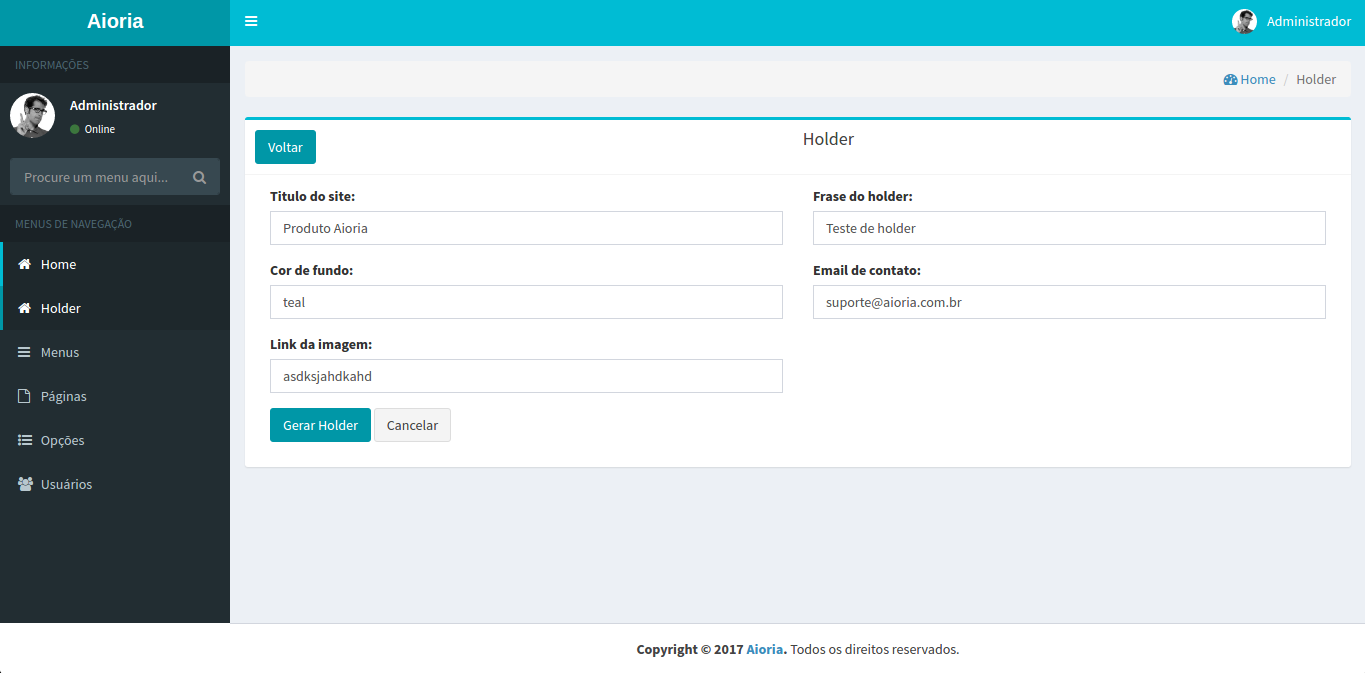 Aioria
Administrador
INFORMAÇÕES
Administrador
Online
Procure um menu aqui...
MENUS DE NAVEGAÇÃO
Home
Holder
Menus
Páginas
Opções
Usuários
Home / Holder
Voltar
Holder
Titulo do site:
Produto Aioria
Frase do holder:
Teste de holder
Cor de fundo:
teal
Email de contato:
suporte@aioria.com.br
Link da imagem:
asdksjahdkahd
Gerar Holder
Cancelar
Copyright © 2017 Aioria. Todos os direitos reservados.